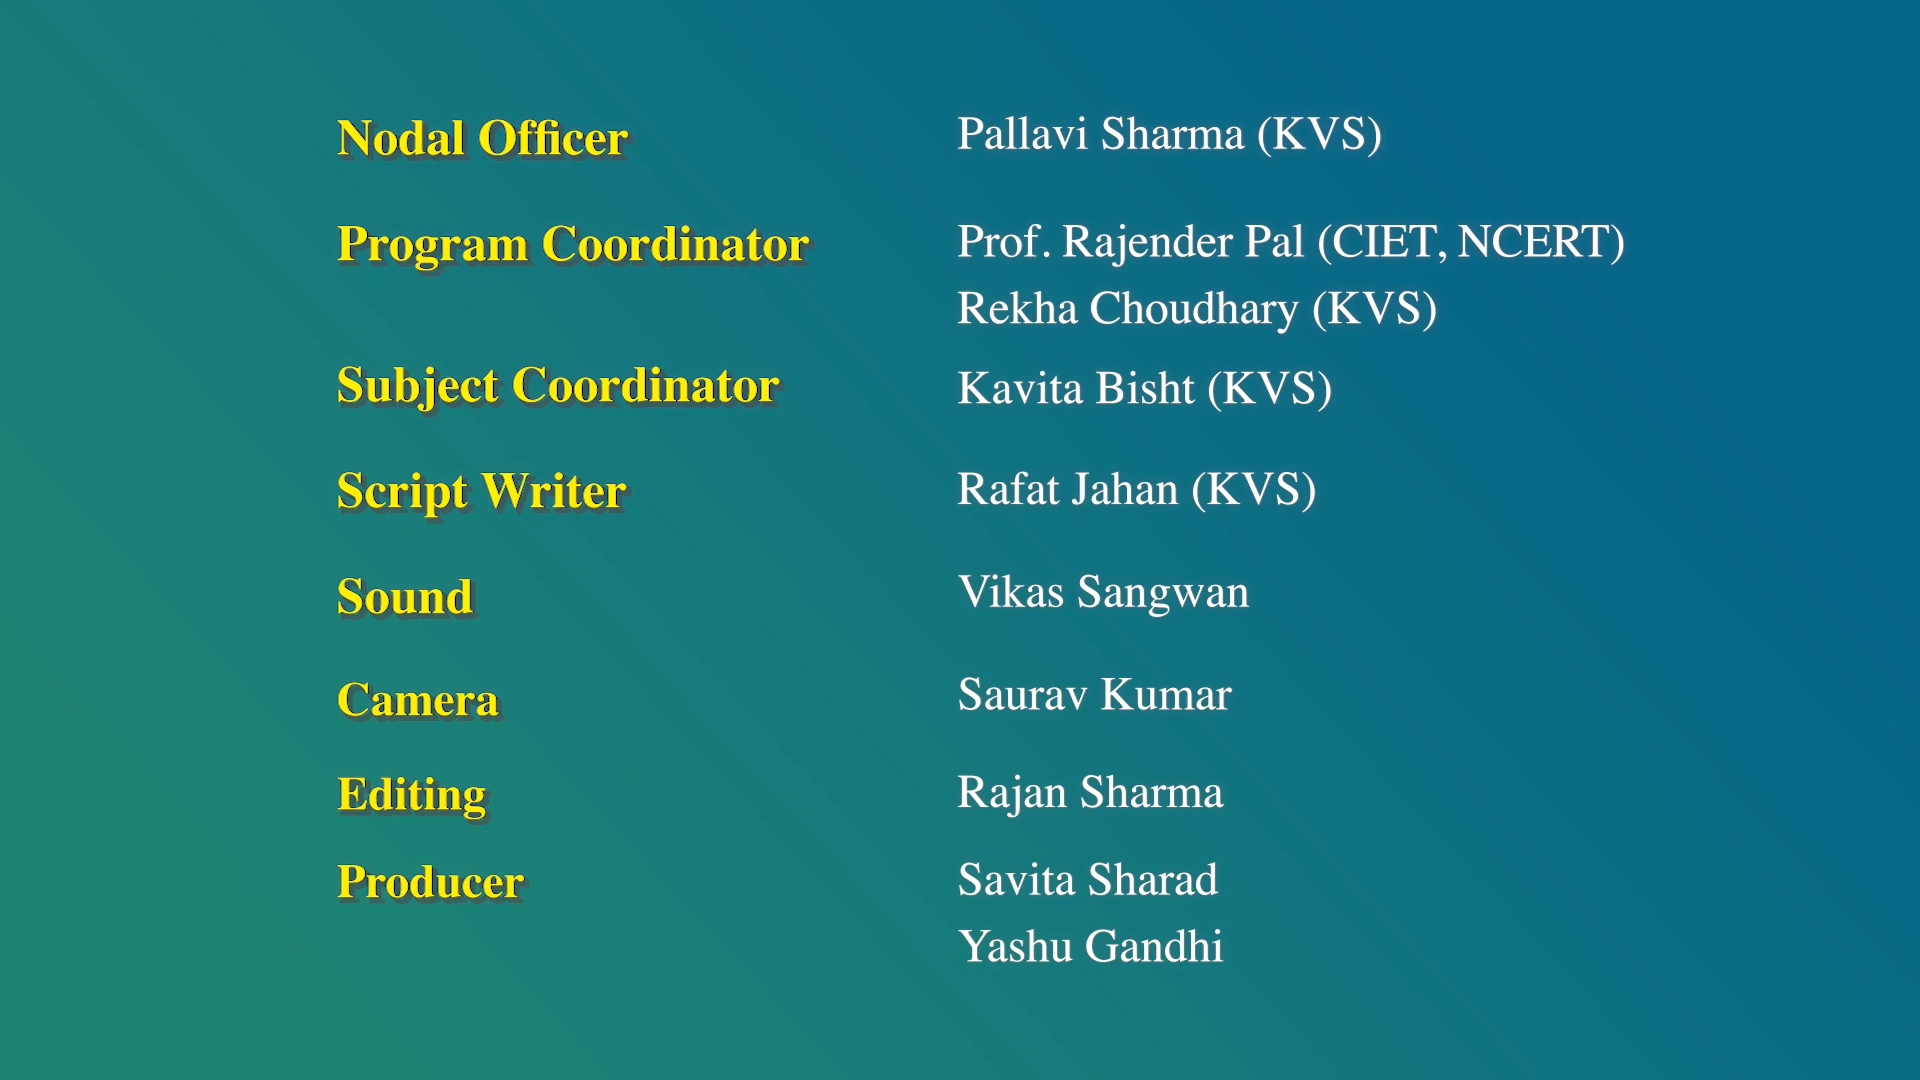 Nodal Officer Pallavi Sharma (KVS)
Program Coordinator Prof. Rajender Pal (CIET, NCERT)
Rekha Choudhary (KVS)
Subject Coordinator Kavita Bisht (KVS)
Script Writer Rafat Jahan (KVS)
Sound Vikas Sangwan
Camera Saurav Kumar
Editing Rajan Sharma
Producer Savita Sharad
Yashu Gandhi